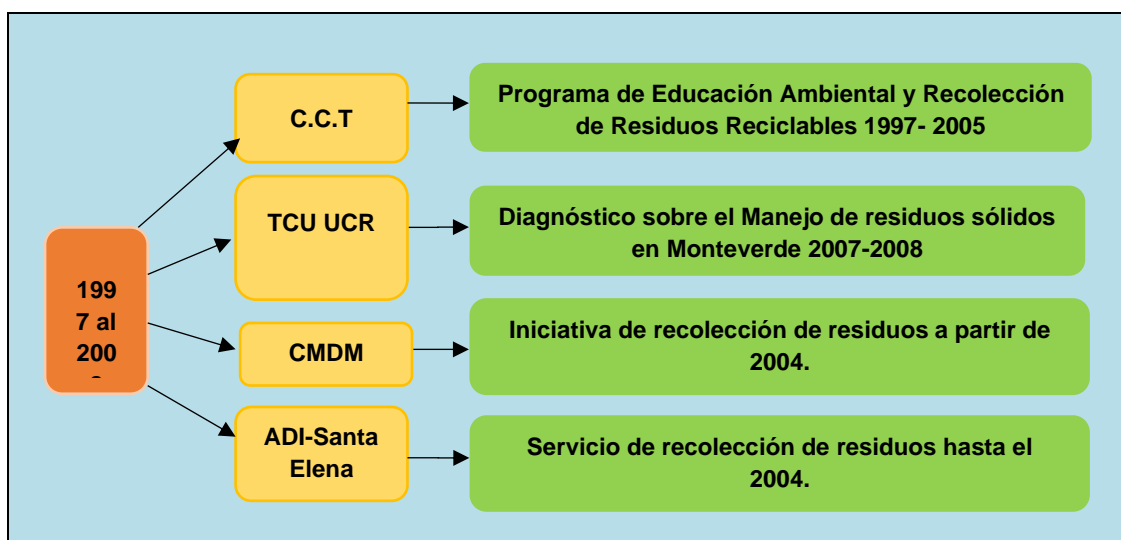 C.C.T
Programa de Educación Ambiental y Recolección
de Residuos Reciclables 1997- 2005
TCU UCR
Diagnóstico sobre el Manejo de residuos sólidos
en Monteverde 2007-2008
199
7 al
200
CMDM
Iniciativa de recolección de residuos a partir de
2004.
ADI-Santa
Elena
Servicio de recolección de residuos hasta el
2004.